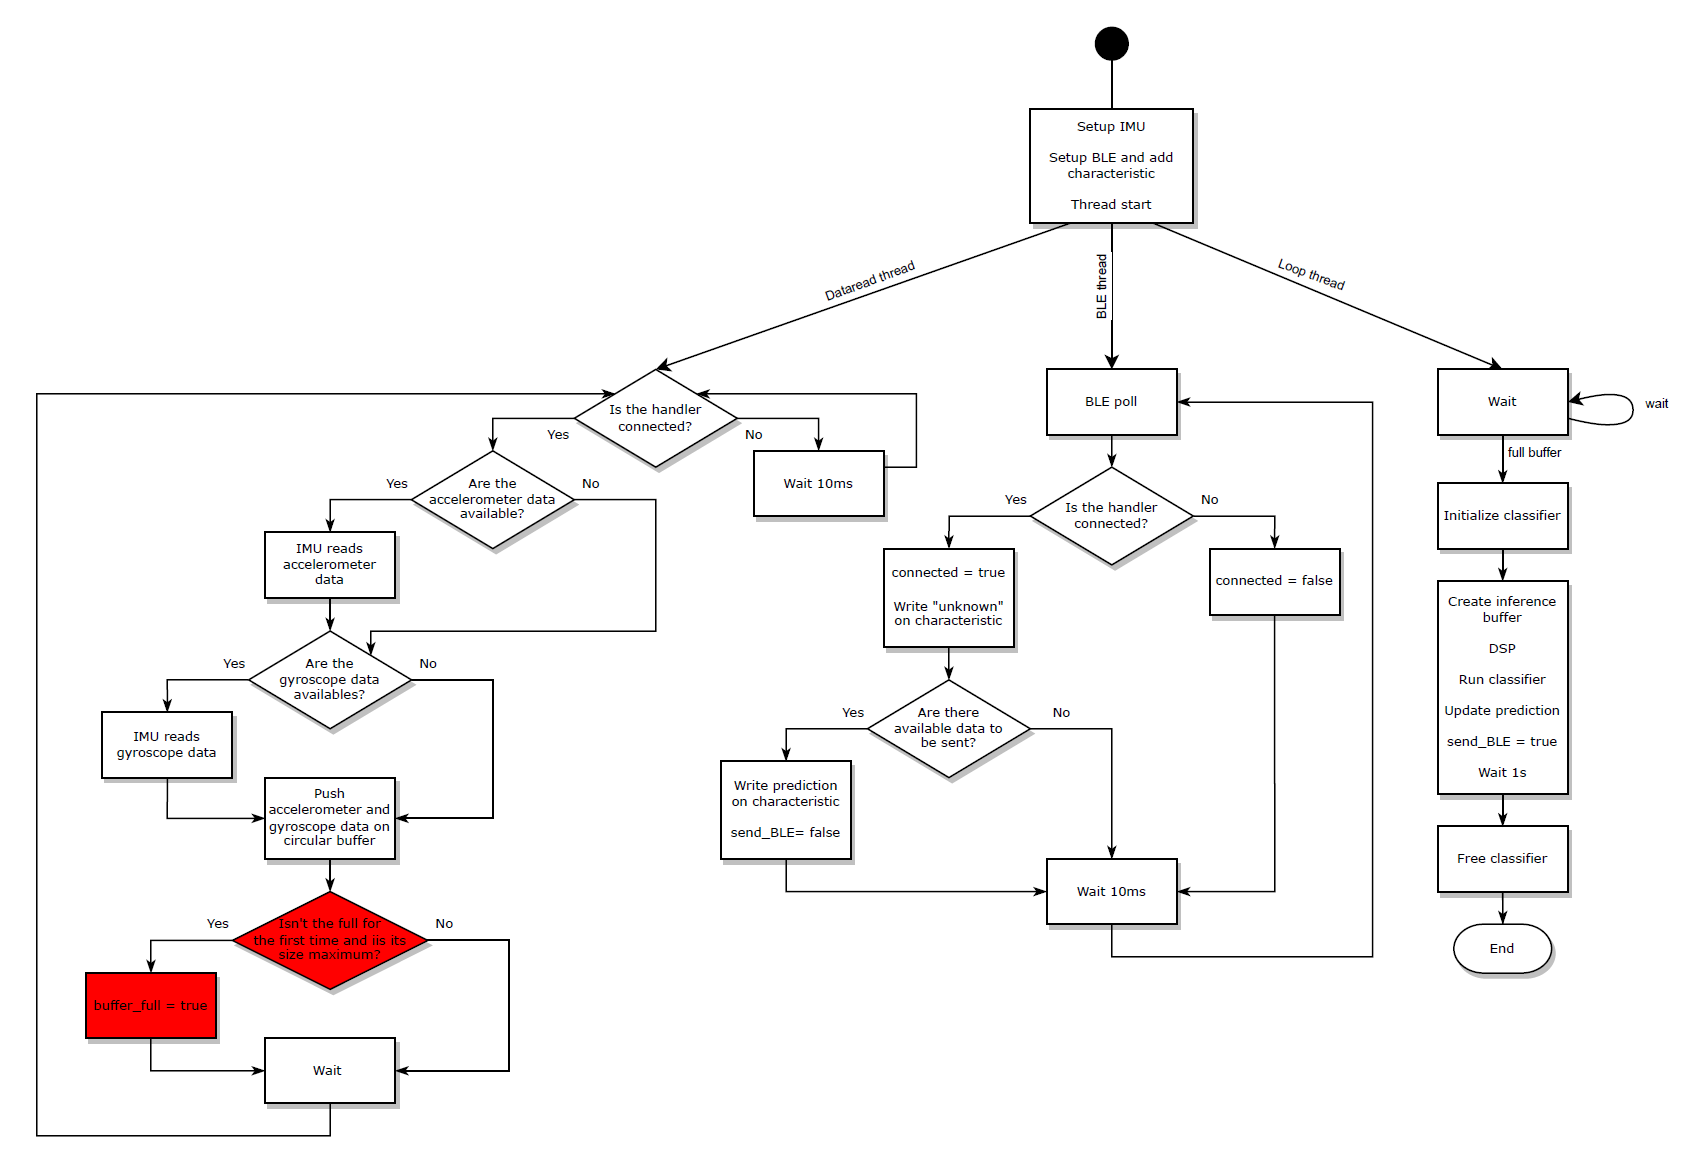 Setup IMU
Setup BLE and add
characteristic
Thread start
Dataread thread
BLE thread
Loop thread
Is the handler
connected?
Yes
No
Wait 10ms
Are the
accelerometer data
available?
Yes
No
IMU reads
accelerometer
data
Are the
gyroscope data
availables?
Yes
No
IMU reads
gyroscope data
Push
accelerometer and
gyroscope data on
circular buffer
Isn't the full for
the first time and iis its
size maximum?
Yes
No
buffer_full = true
Wait
BLE poll
Is the handler
connected?
Yes
No
connected = true
Write "unknown"
on characteristic
connected = false
Are there
available data to
be sent?
Yes
No
Write prediction
on characteristic
send_BLE= false
Wait 10ms
Wait
wait
full buffer
Initialize classifier
Create inference
buffer
DSP
Run classifier
Update prediction
send_BLE = true
Wait 1s
Free classifier
End